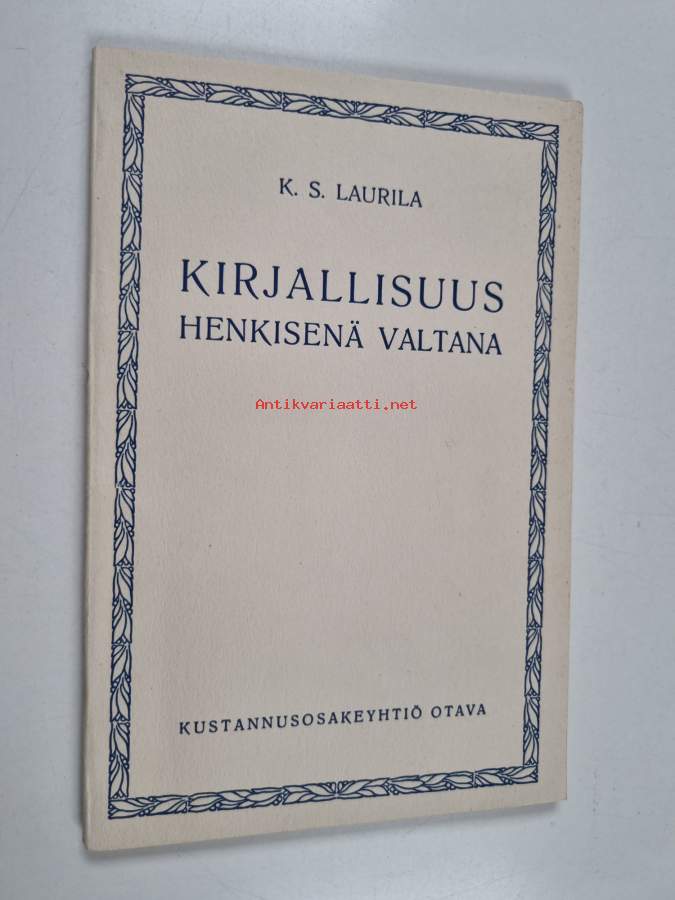 K. S. LAURILA
KIRJALLISUUS
HENKISENÄ VALTANA
Antikvariaatti.net
KUSTANNUSOSAKEYHTIÖ OTAVA